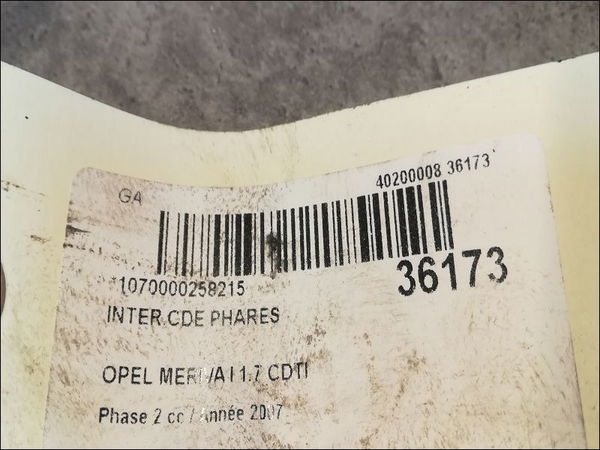 G4
40200008 36173
1070000258215
36173
INTER.CDE PHARES
OPEL MERIVA I 1.7 CDTI
Phase 2 cc / Année 2007